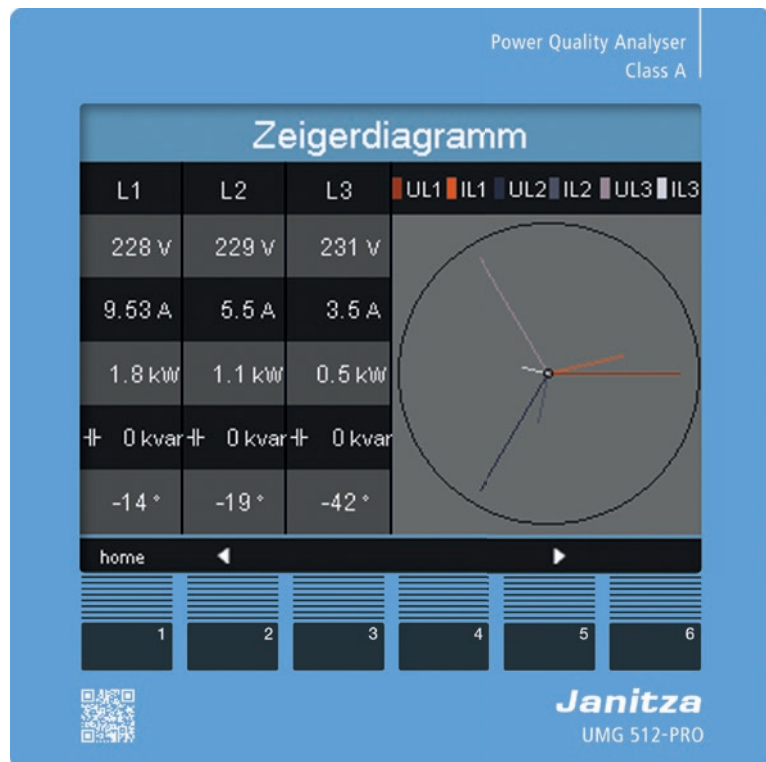 Power Quality Analyser
Class A
Zeigerdiagramm
L1 L2 L3 UL1 IL1 UL2 IL2 UL3 IL3
228 V 229 V 231 V
9.53 A 5.5 A 3.5 A
1.8 kW 1.1 kW 0.5 kW
0 kvar 0 kvar 0 kvar
-14 ° -19 ° -42 °
home
1 2 3 4 5 6
Janitza
UMG 512-PRO